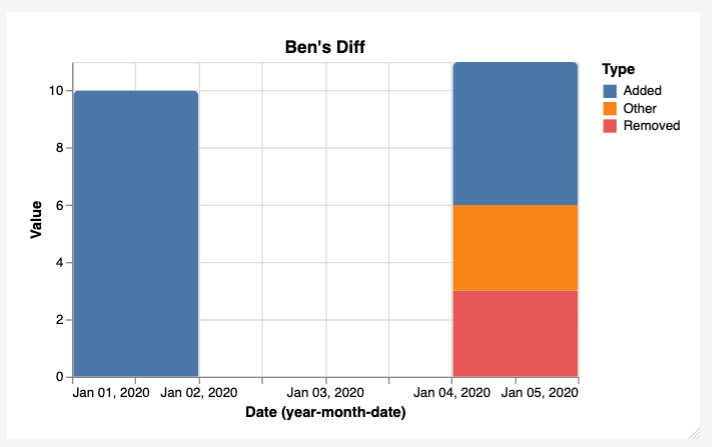 Ben's Diff
Type
Added
Other
Removed
Value
10
8
6
4
2
0
Jan 01, 2020 Jan 02, 2020 Jan 03, 2020 Jan 04, 2020 Jan 05, 2020
Date (year-month-date)